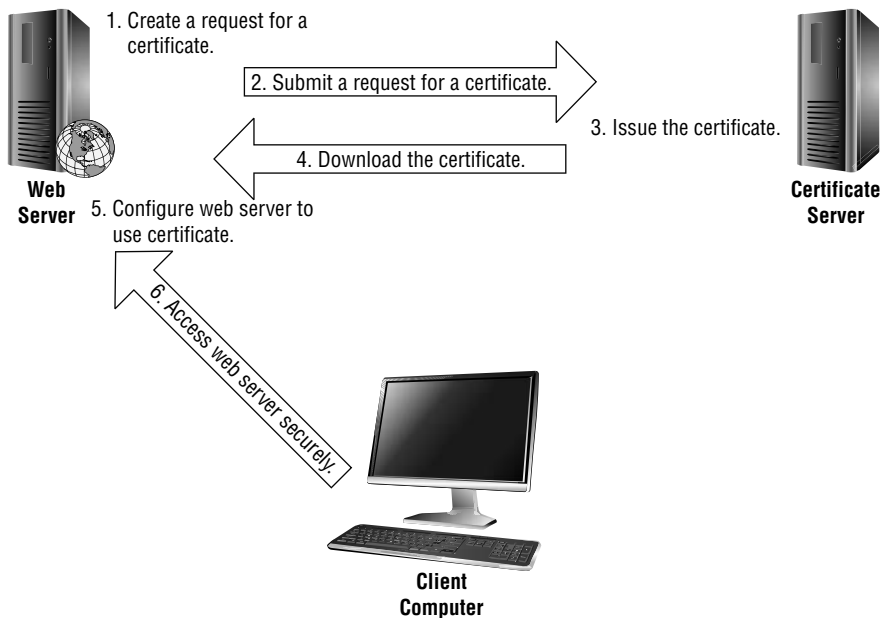 1. Create a request for a
certificate.
2. Submit a request for a certificate.
3. Issue the certificate.
4. Download the certificate.
Web
Server
Certificate
Server
5. Configure web server to
use certificate.
6. Access web server securely.
Client
Computer